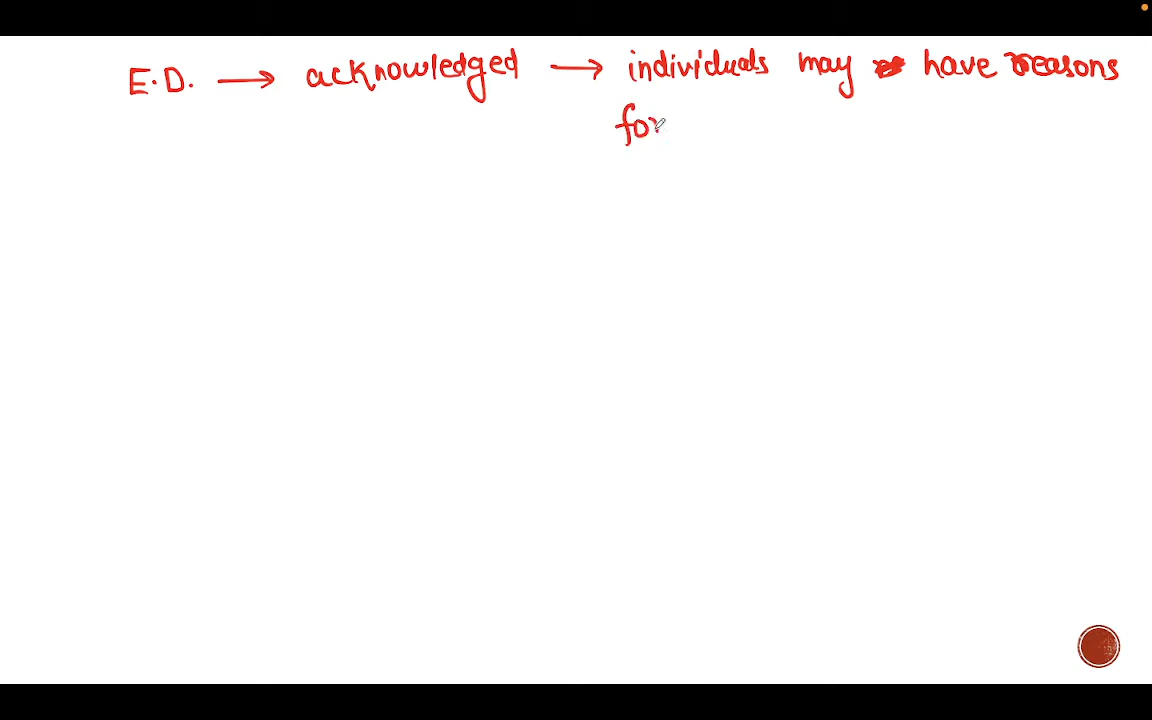 E.D. → acknowledged → individuals may have reasons
for